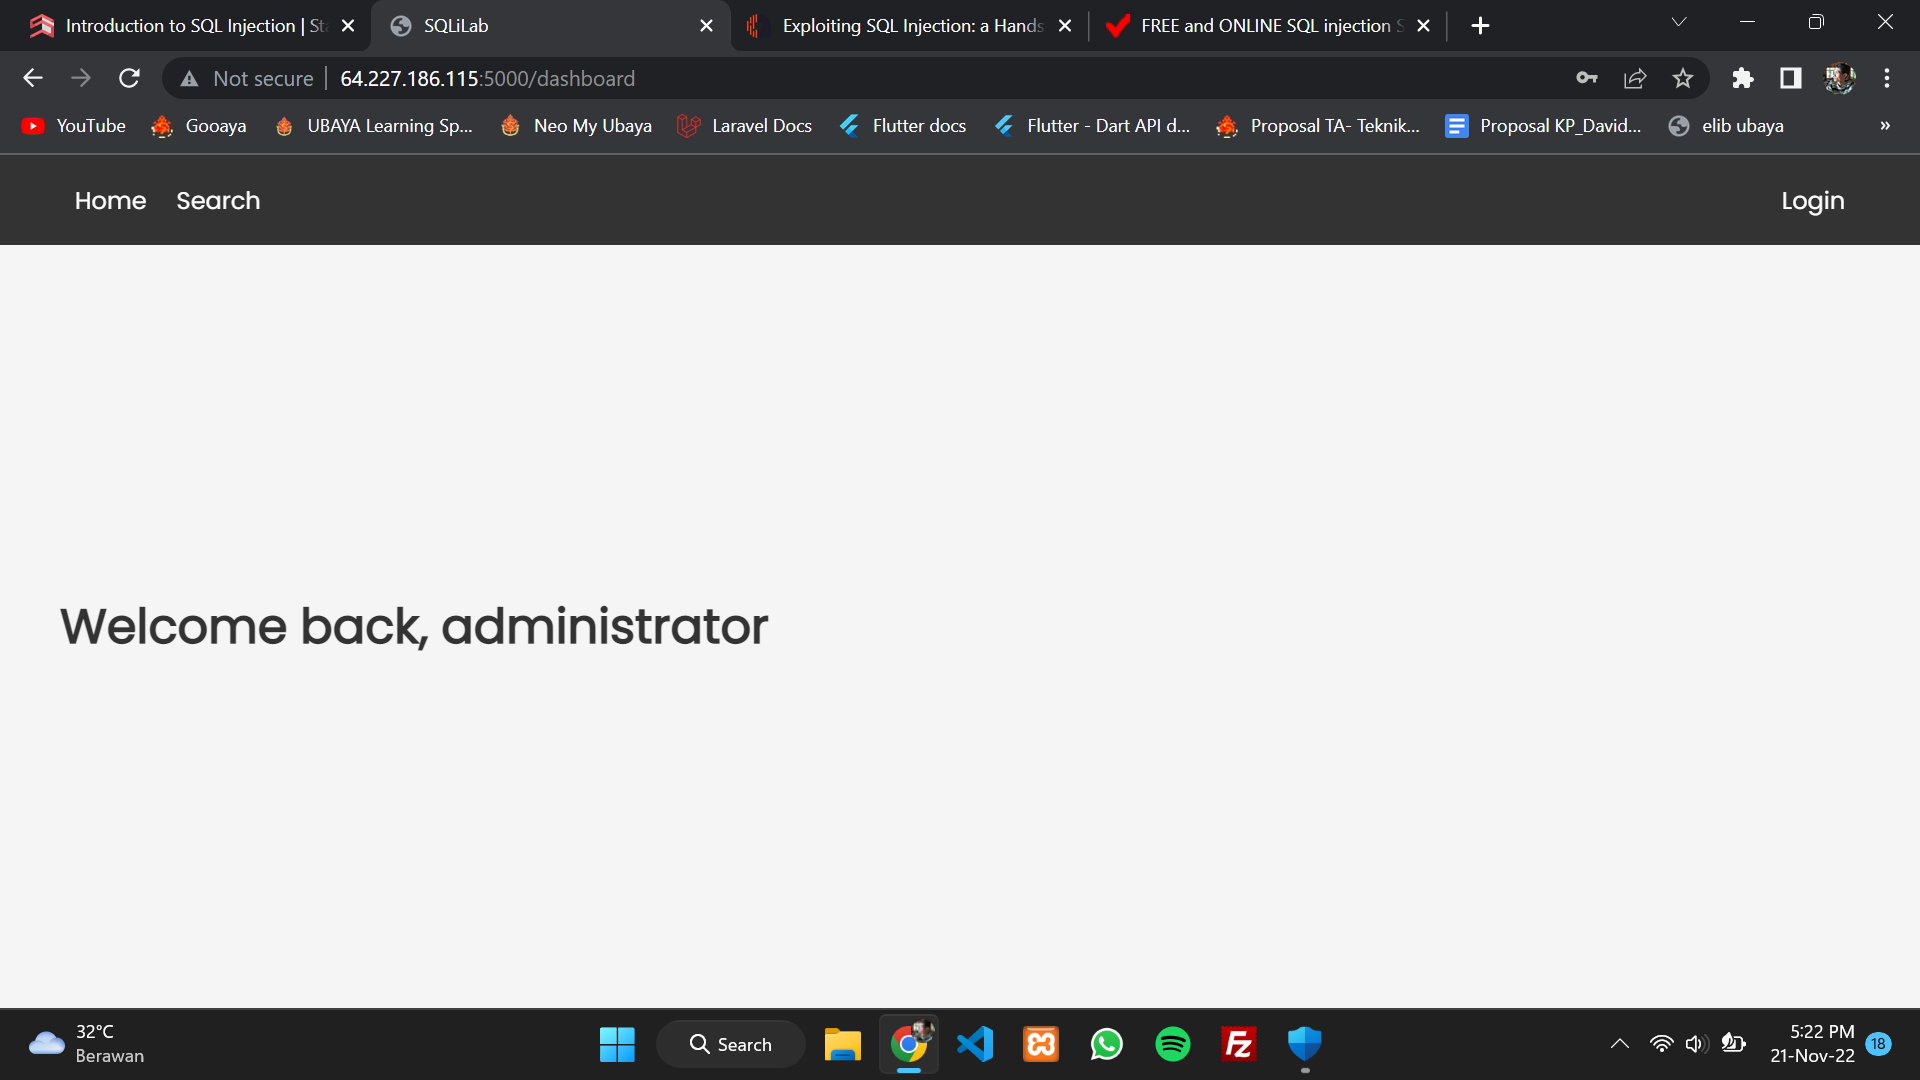 Introduction to SQL Injection | Sta
SQLiLab
Exploiting SQL Injection: a Hands
FREE and ONLINE SQL injection S
Not secure
64.227.186.115:5000/dashboard
YouTube
Gooaya
UBAYA Learning Sp...
Neo My Ubaya
Laravel Docs
Flutter docs
Flutter - Dart API d...
Proposal TA- Teknik...
Proposal KP_David...
elib ubaya
»
Home
Search
Login
Welcome back, administrator
32°C
Berawan
Search
Fz
5:22 PM
21-Nov-22
18